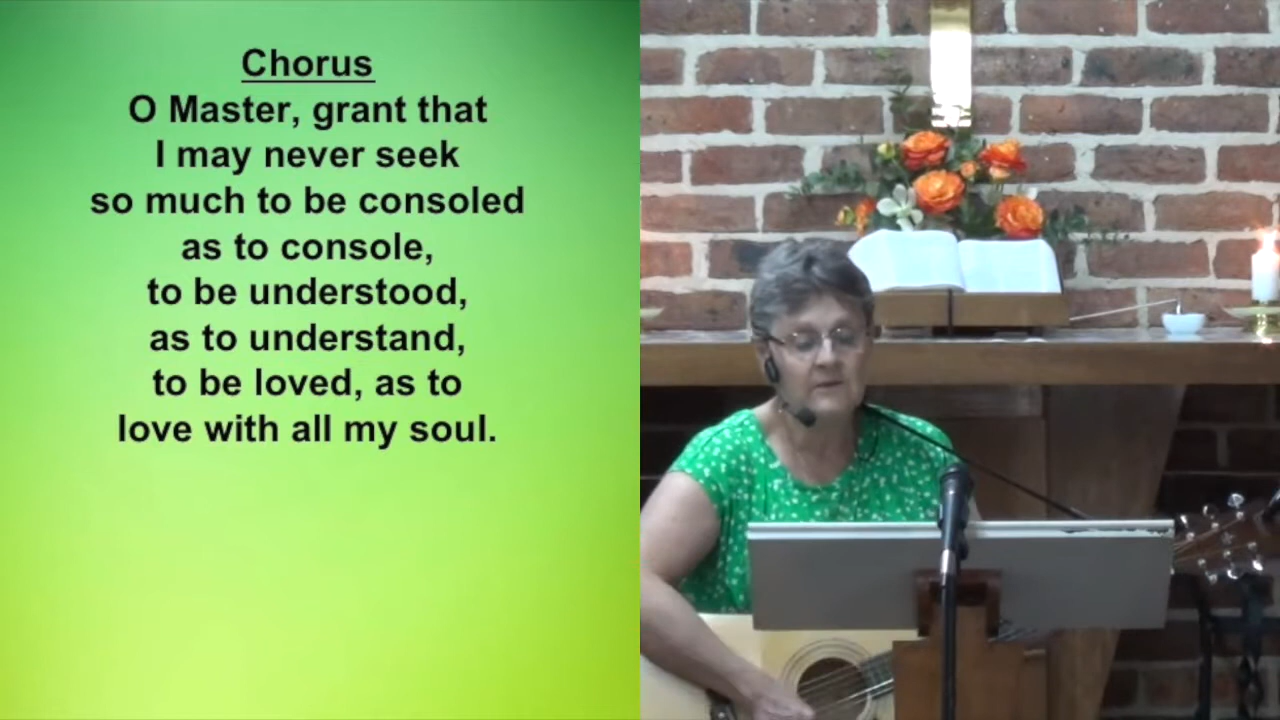 Chorus
O Master, grant that
I may never seek
so much to be consoled
as to console,
to be understood,
as to understand,
to be loved, as to
love with all my soul.